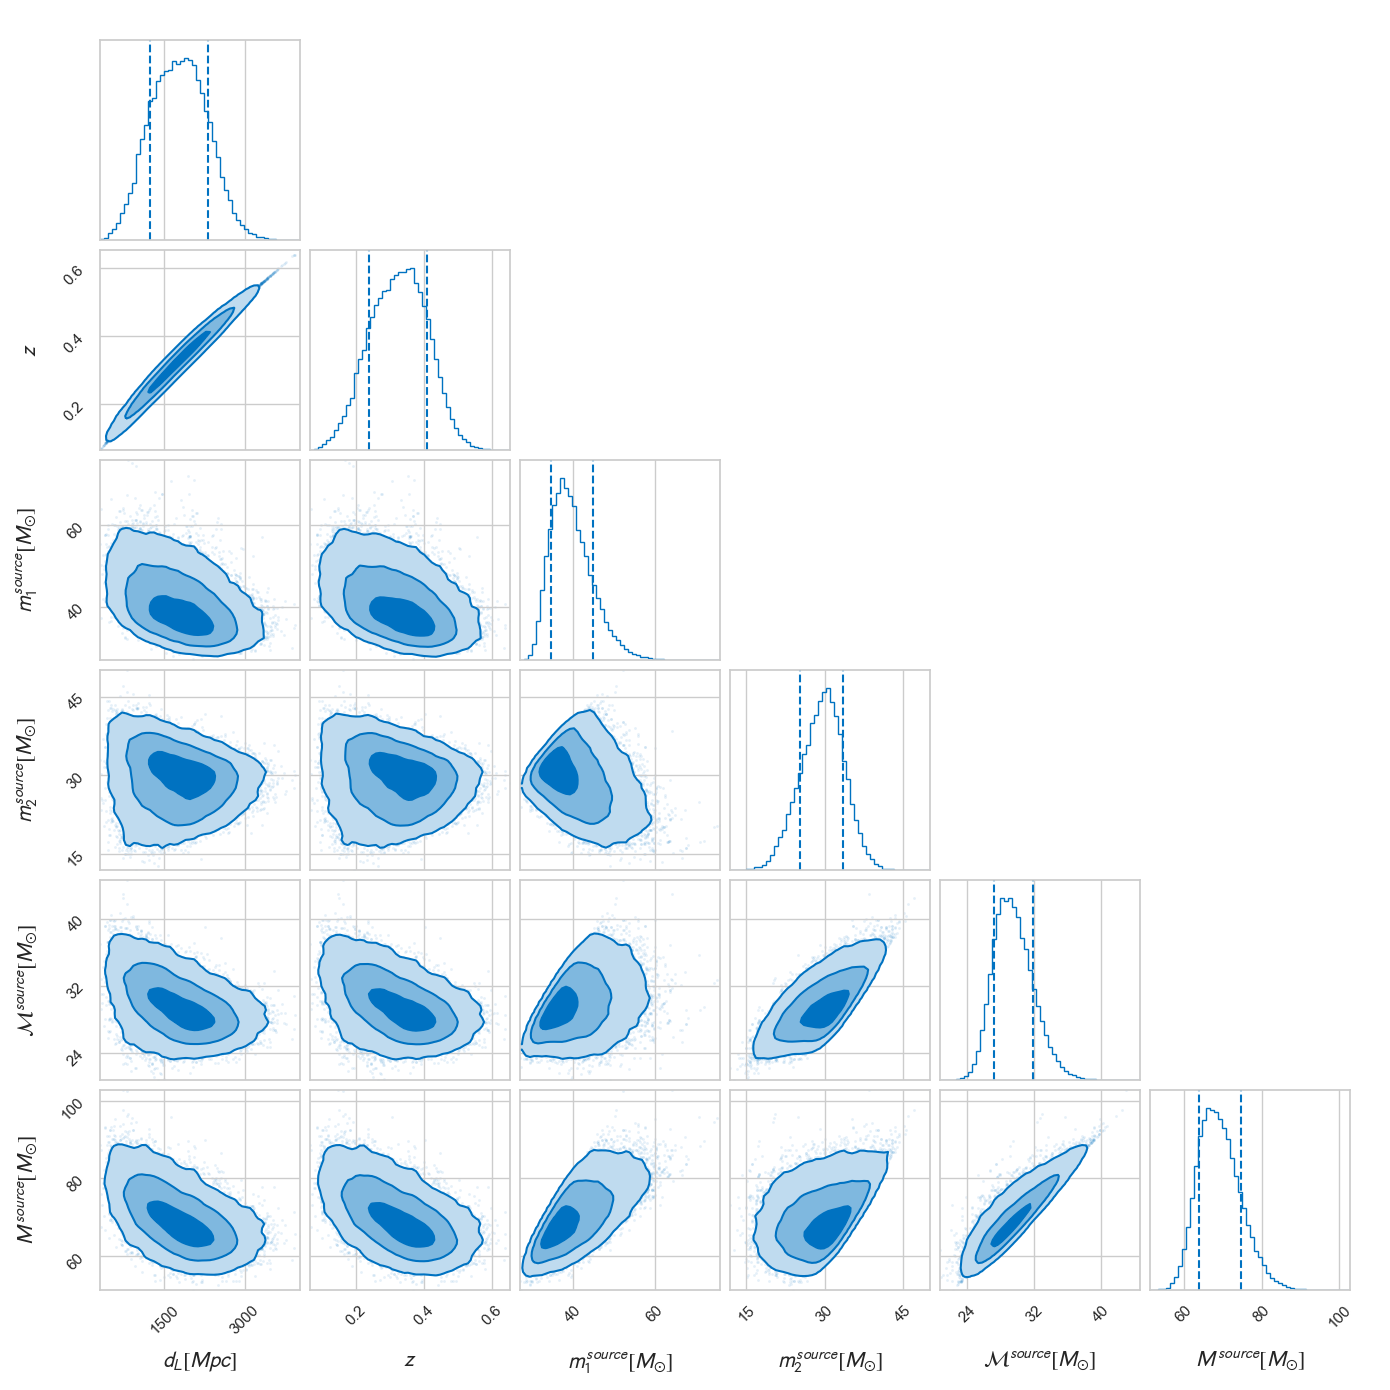 0.6
0.4
0.2
z
60
40
m₁^source[M⊙]
45
30
15
m₂^source[M⊙]
40
32
24
ℳ^source[M⊙]
100
80
60
M^source[M⊙]
1500 3000 0.2 0.4 0.6 40 60 15 30 45 24 32 40 60 80 100
d_L[Mpc] z m₁^source[M⊙] m₂^source[M⊙] ℳ^source[M⊙] M^source[M⊙]